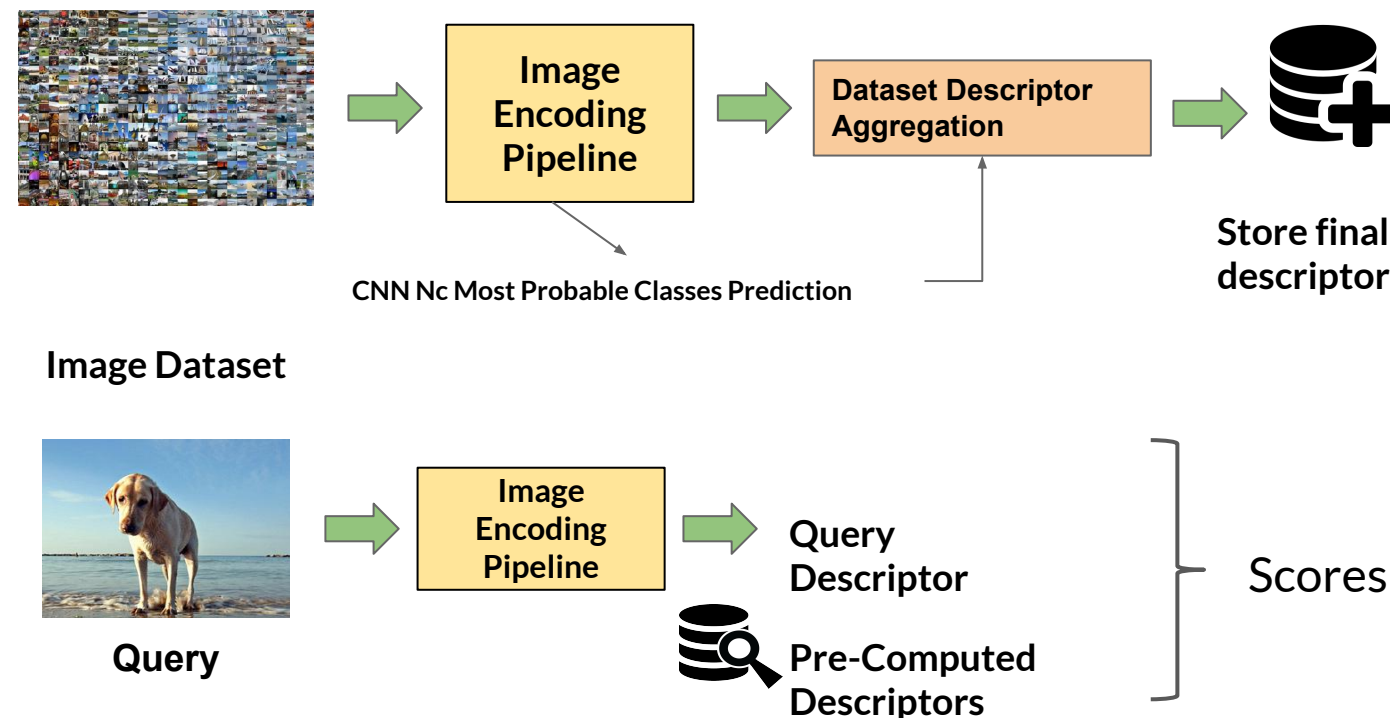 Image
Encoding
Pipeline
Dataset Descriptor
Aggregation
Store final
descriptor
CNN Nc Most Probable Classes Prediction
Image Dataset
Image
Encoding
Pipeline
Query
Descriptor
Scores
Query
Pre-Computed
Descriptors